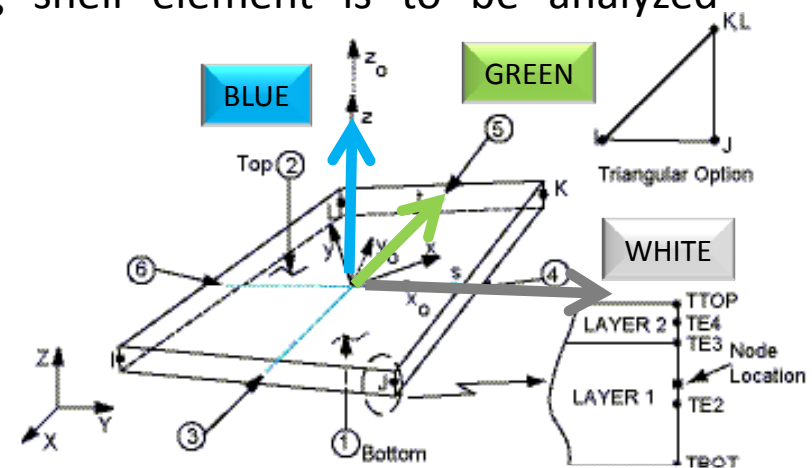 shell element is to be analyzed
BLUE
GREEN
WHITE
z₀
z
K,L
I
J
Triangular Option
5
t
K
Top 2
L
y
y₀
x
x₀
s
4
6
I
J
3
1 Bottom
Z
Y
X
TTOP
LAYER 2
TE4
TE3
Node
Location
LAYER 1
TE2
TBOT